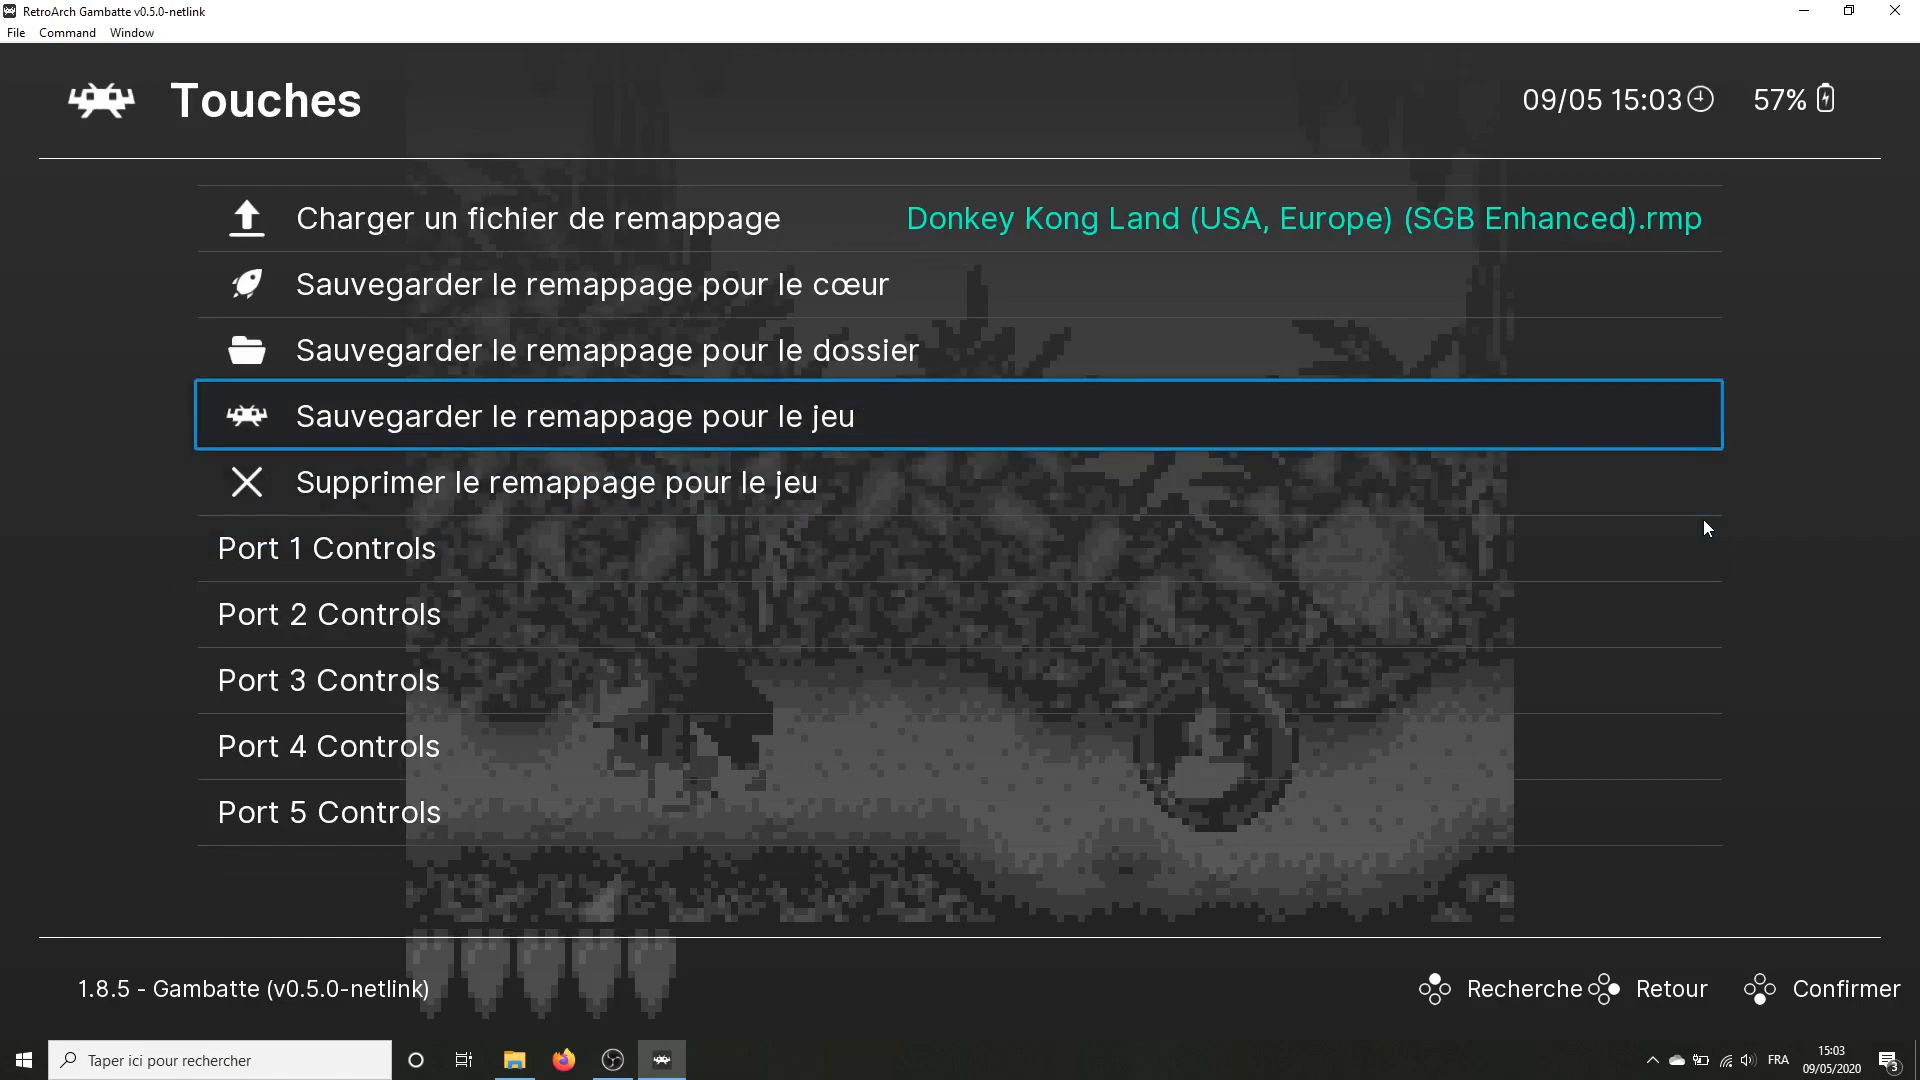 RetroArch Gambatte v0.5.0-netlink
File Command Window
Touches
09/05 15:03 57%
Charger un fichier de remappage Donkey Kong Land (USA, Europe) (SGB Enhanced).rmp
Sauvegarder le remappage pour le cœur
Sauvegarder le remappage pour le dossier
Sauvegarder le remappage pour le jeu
Supprimer le remappage pour le jeu
Port 1 Controls
Port 2 Controls
Port 3 Controls
Port 4 Controls
Port 5 Controls
1.8.5 - Gambatte (v0.5.0-netlink) Recherche Retour Confirmer
Taper ici pour rechercher FRA 15:03
09/05/2020 3